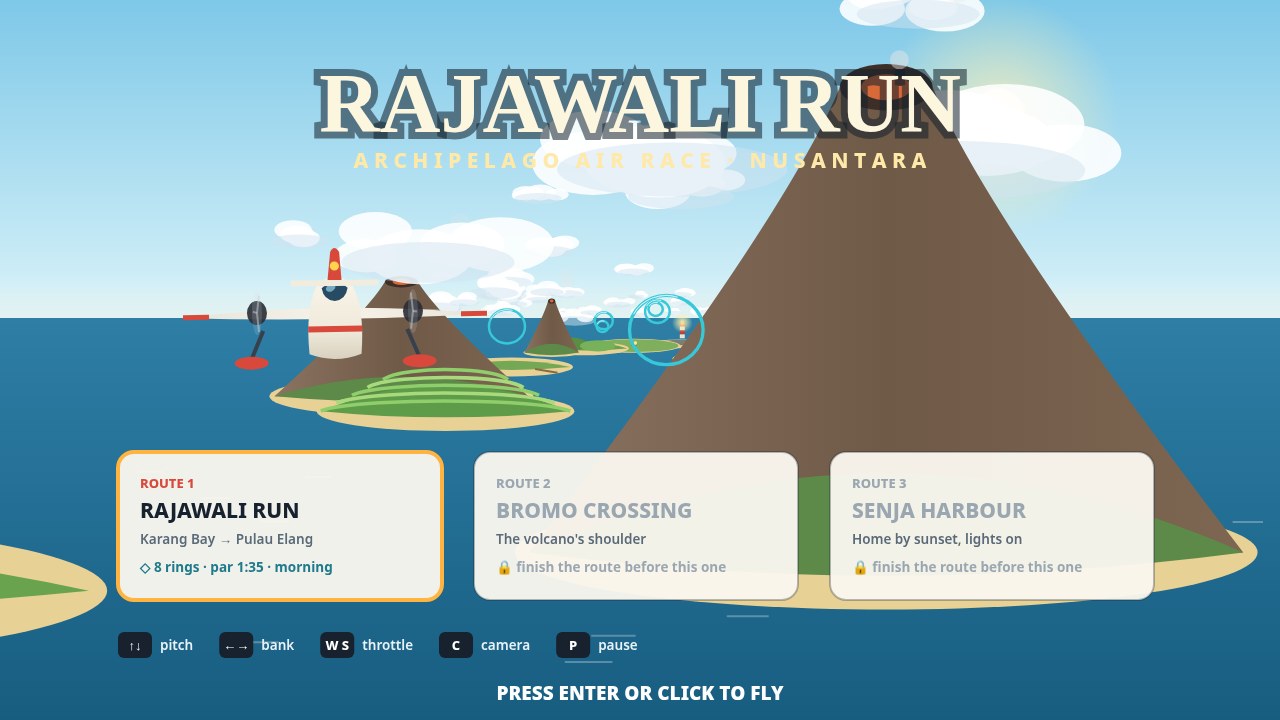 RAJAWALI RUN
ARCHIPELAGO AIR RACE NUSANTARA
ROUTE 1
RAJAWALI RUN
Karang Bay → Pulau Elang
◇ 8 rings · par 1:35 · morning
ROUTE 2
BROMO CROSSING
The volcano's shoulder
🔒 finish the route before this one
ROUTE 3
SENJA HARBOUR
Home by sunset, lights on
🔒 finish the route before this one
↑↓ pitch ←→ bank W S throttle C camera P pause
PRESS ENTER OR CLICK TO FLY